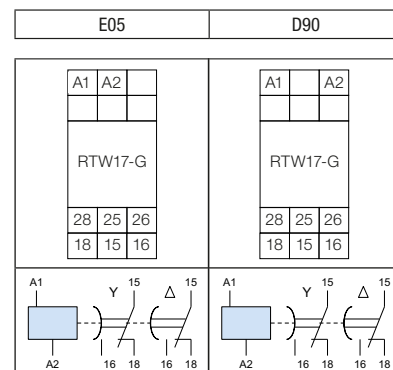 E05 D90
A1 A2 A1 A2
RTW17-G RTW17-G
28 25 26 28 25 26
18 15 16 18 15 16
A1 15 15 A1 15 15
Y Δ Y Δ
A2 16 18 16 18 A2 16 18 16 18